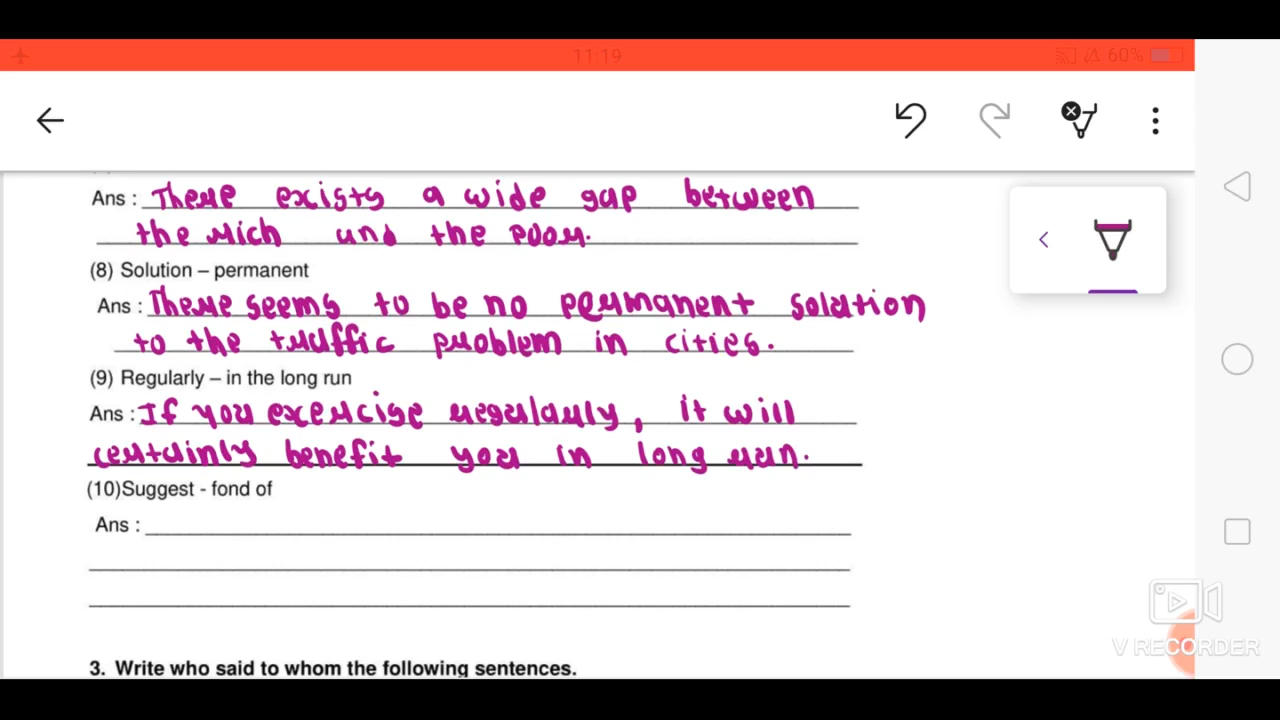 11:19
60%
Ans : There exists a wide gap between
the rich and the poor.
(8) Solution – permanent
Ans : There seems to be no permanent solution
to the traffic problem in cities.
(9) Regularly – in the long run
Ans : If you exercise regularly, it will
certainly benefit you in long run.
(10)Suggest - fond of
Ans :
3. Write who said to whom the following sentences.
V RECORDER